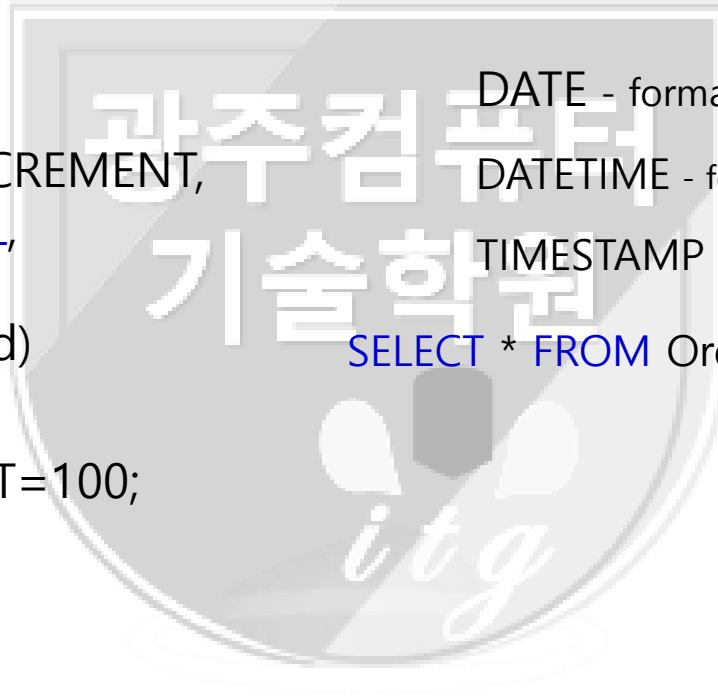 DATE - forma
CREMENT,
DATETIME - fo
TIMESTAMP
d)
SELECT * FROM Ord
T=100;
광주컴퓨터
기술학원
itg